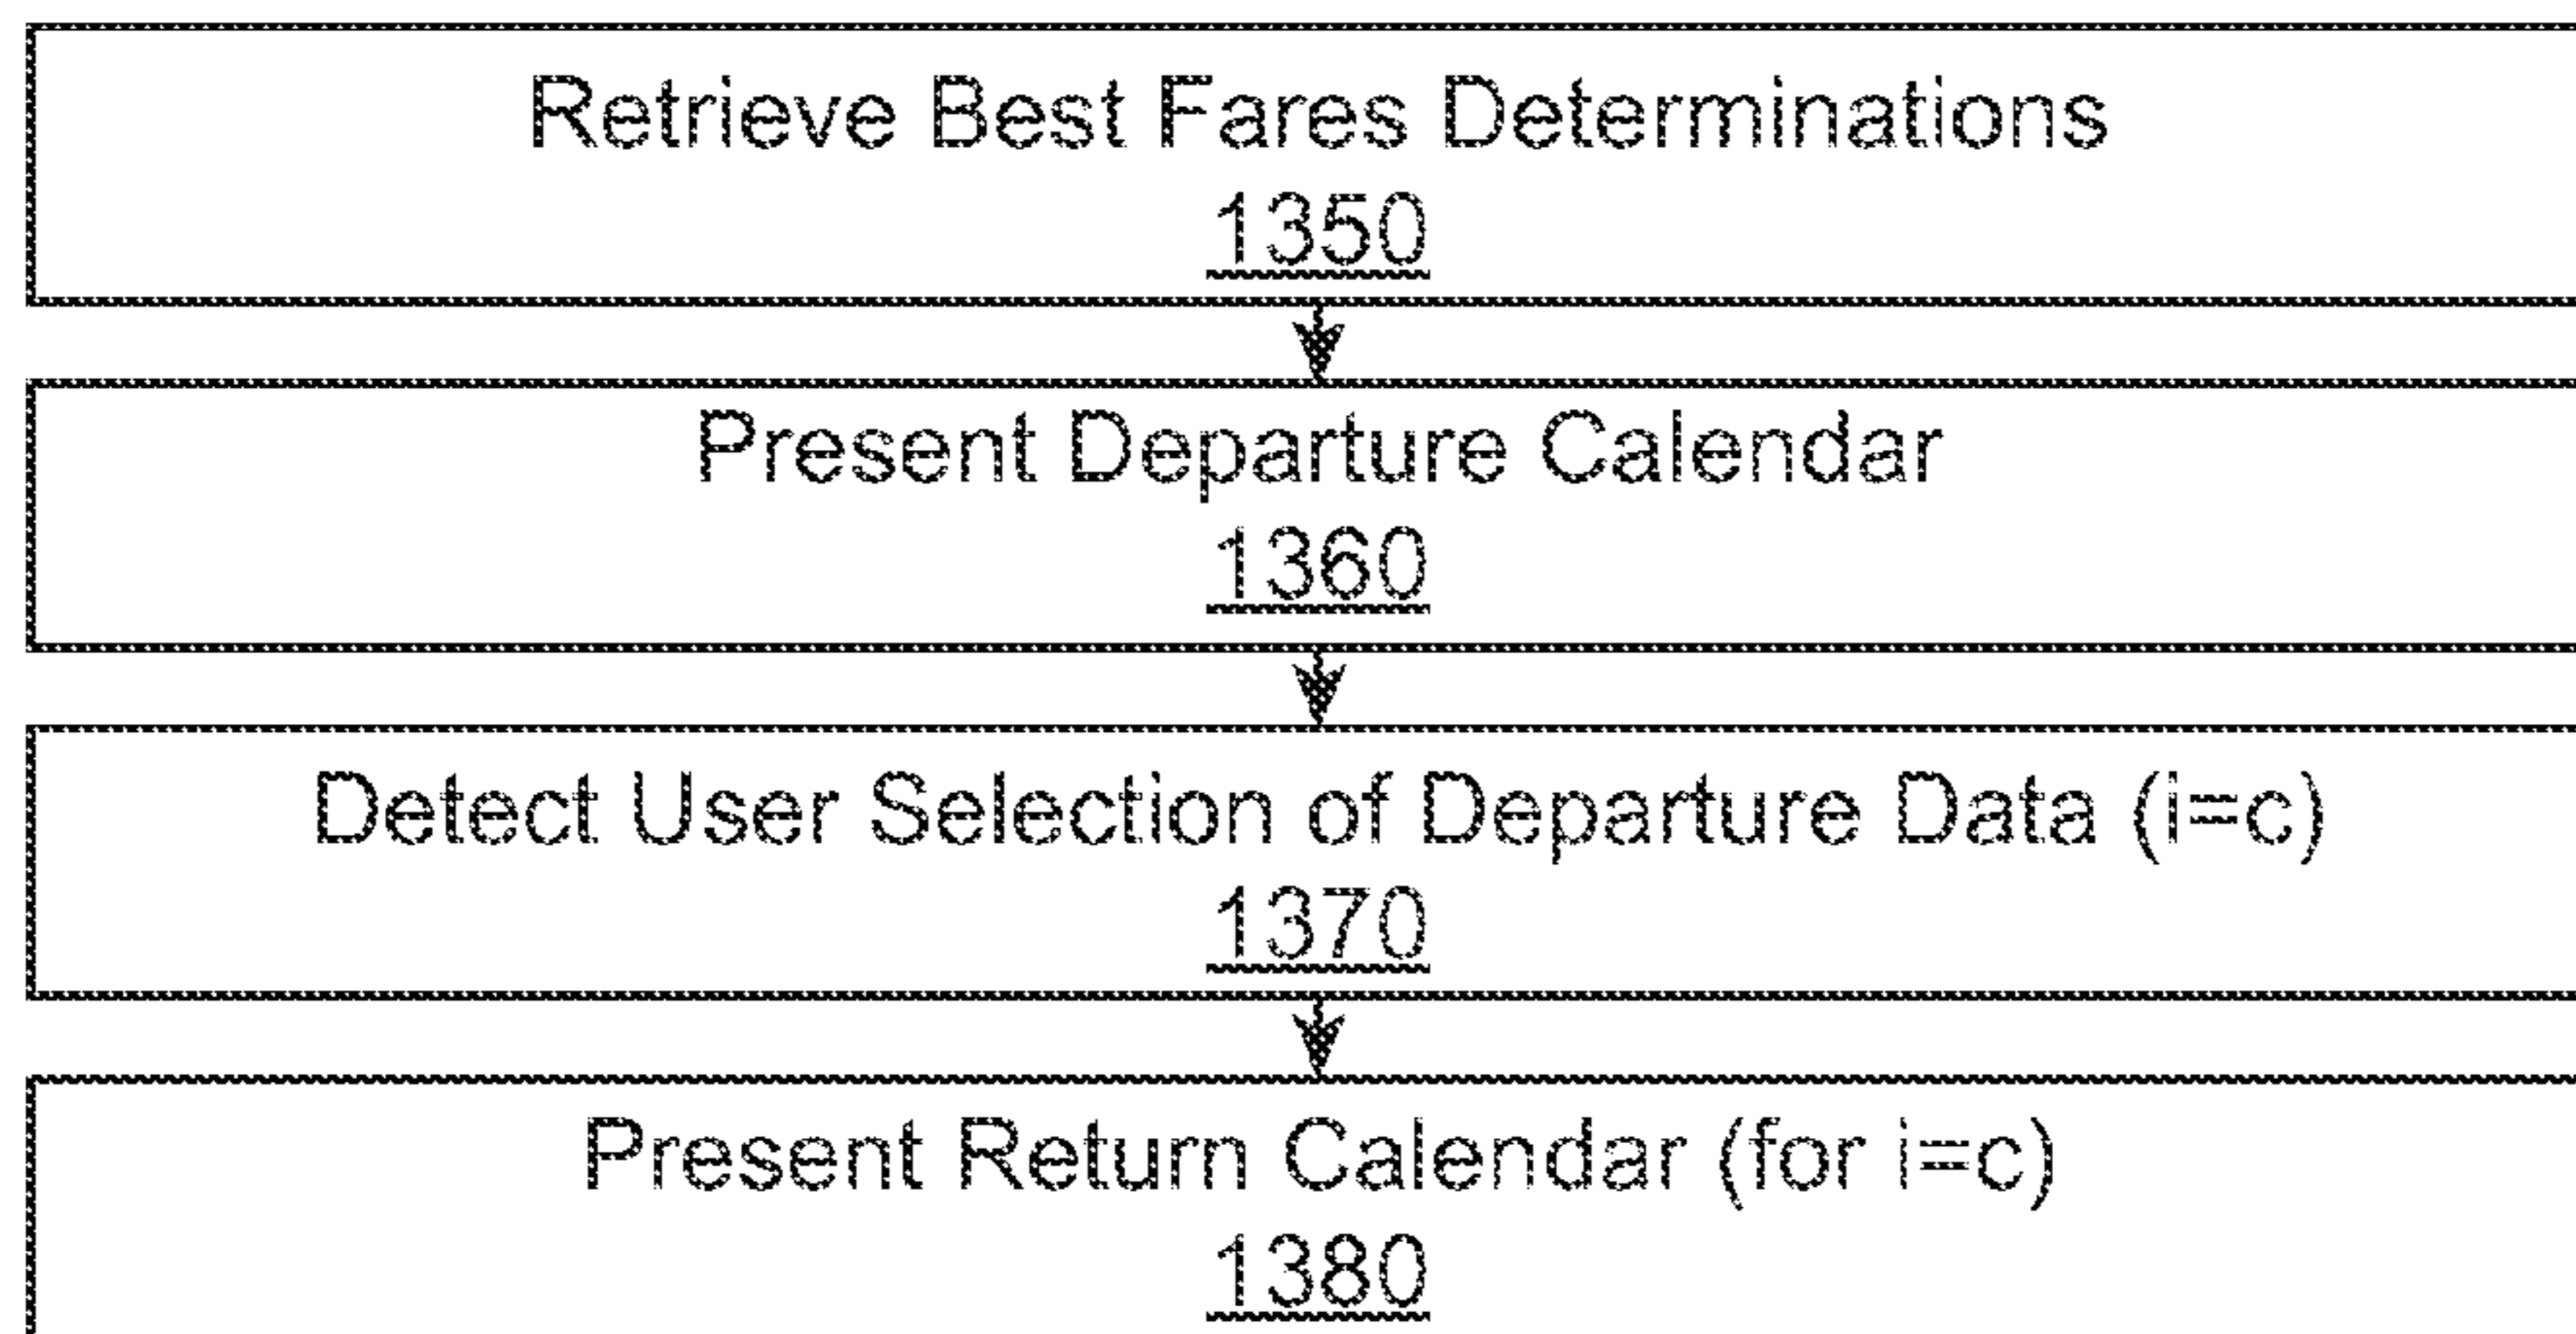 Retrieve Best Fares Determinations
1350
Present Departure Calendar
1360
Detect User Selection of Departure Data (i=c)
1370
Present Return Calendar (for i=c)
1380